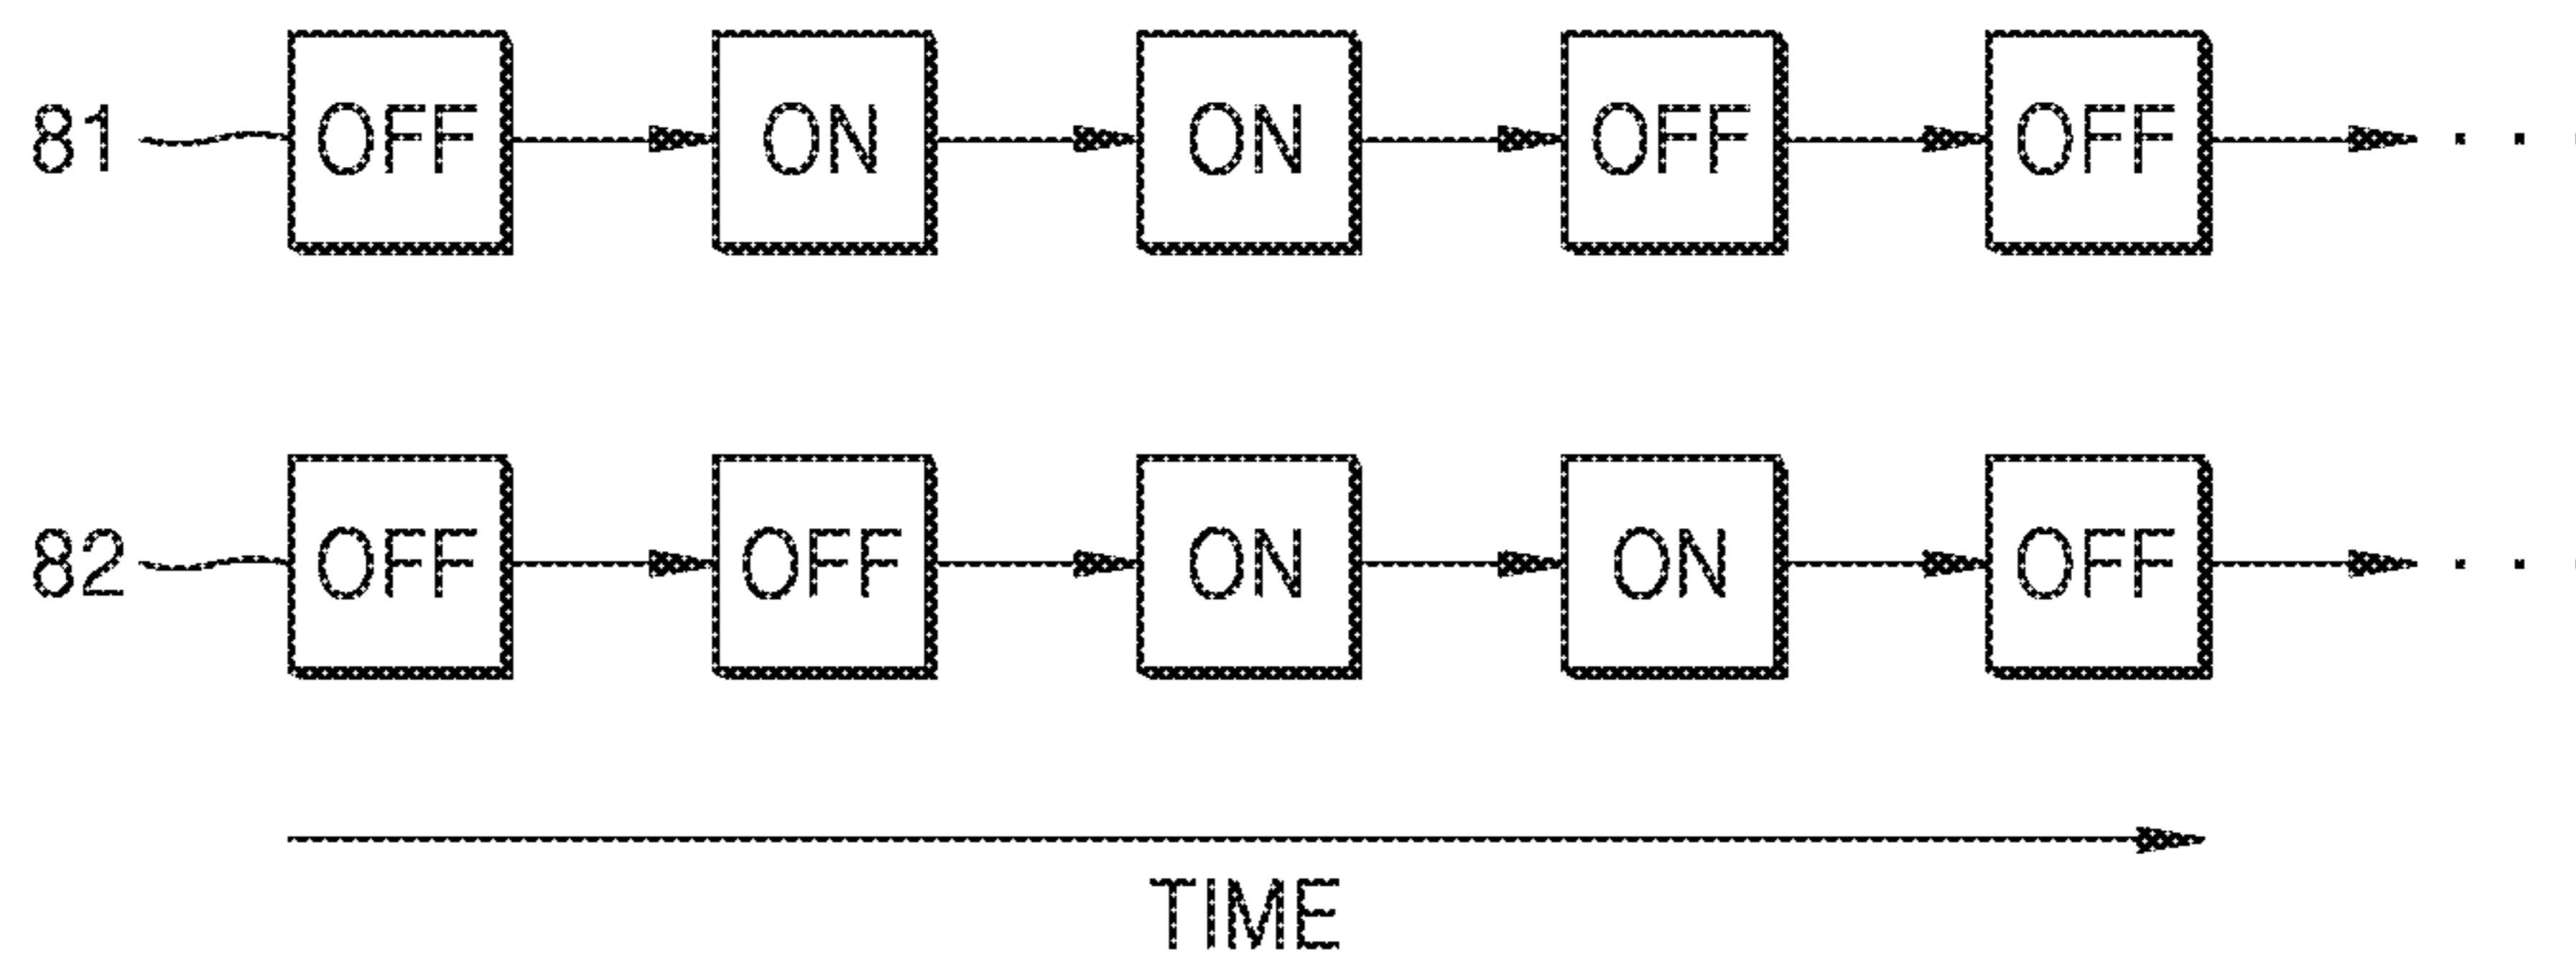 81 OFF ON ON OFF OFF . . .
82 OFF OFF ON ON OFF . . .
TIME